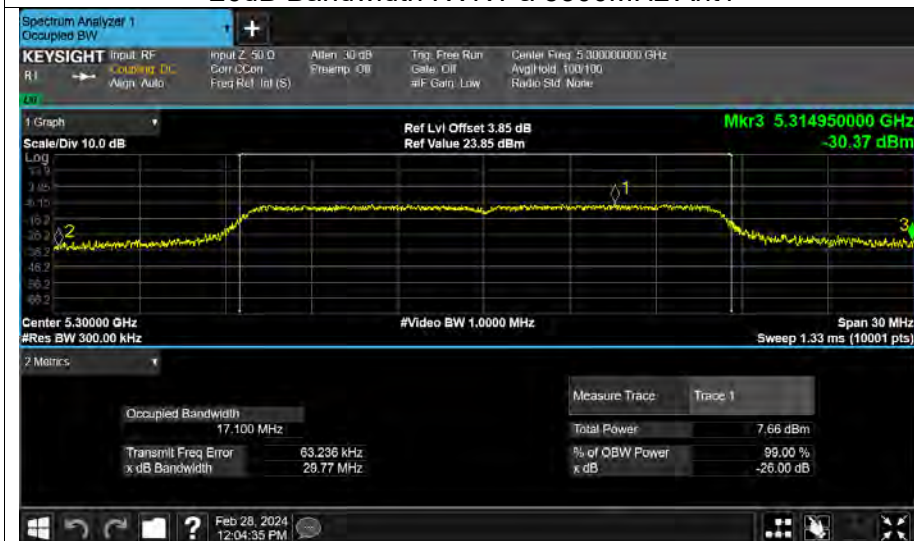 Spectrum Analyzer 1
Occupied BW
KEYSIGHT Input: RF Input Z: 50 Ω Atten: 30 dB Trig: Free Run Center Freq: 5.300000000 GHz
Coupling: DC Corr CCorr Preamp: Off Gate: Off Avg|Hold: 100/100
Align: Auto Freq Ref: Int (S) #IF Gain: Low Radio Std: None
1 Graph
Ref Lvl Offset 3.85 dB
Mkr3 5.314950000 GHz
Scale/Div 10.0 dB
Ref Value 23.85 dBm
-30.37 dBm
Log
1
2
3
Center 5.30000 GHz
#Video BW 1.0000 MHz
Span 30 MHz
#Res BW 300.00 kHz
Sweep 1.33 ms (10001 pts)
2 Metrics
Measure Trace Trace 1
Occupied Bandwidth
17.100 MHz
Total Power 7.66 dBm
Transmit Freq Error 63.236 kHz
% of OBW Power 99.00 %
x dB Bandwidth 29.77 MHz
x dB -26.00 dB
Feb 28, 2024
12:04:35 PM